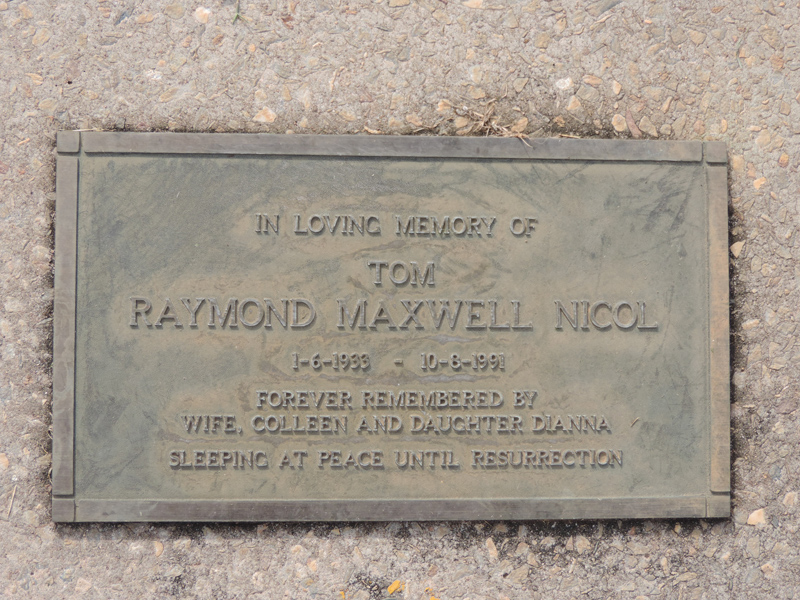 IN LOVING MEMORY OF
TOM
RAYMOND MAXWELL NICOL
1-6-1933 - 10-8-1991
FOREVER REMEMBERED BY
WIFE, COLLEEN AND DAUGHTER DIANNA
SLEEPING AT PEACE UNTIL RESURRECTION